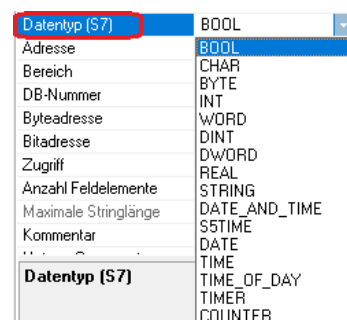 Datentyp (S7) BOOL
Adresse BOOL
Bereich CHAR
DB-Nummer BYTE
Byteadresse INT
Bitadresse WORD
Zugriff DINT
Anzahl Feldelemente DWORD
Maximale Stringlänge REAL
Kommentar STRING
DATE_AND_TIME
S5TIME
DATE
TIME
Datentyp (S7) TIME_OF_DAY
TIMER
COUNTER